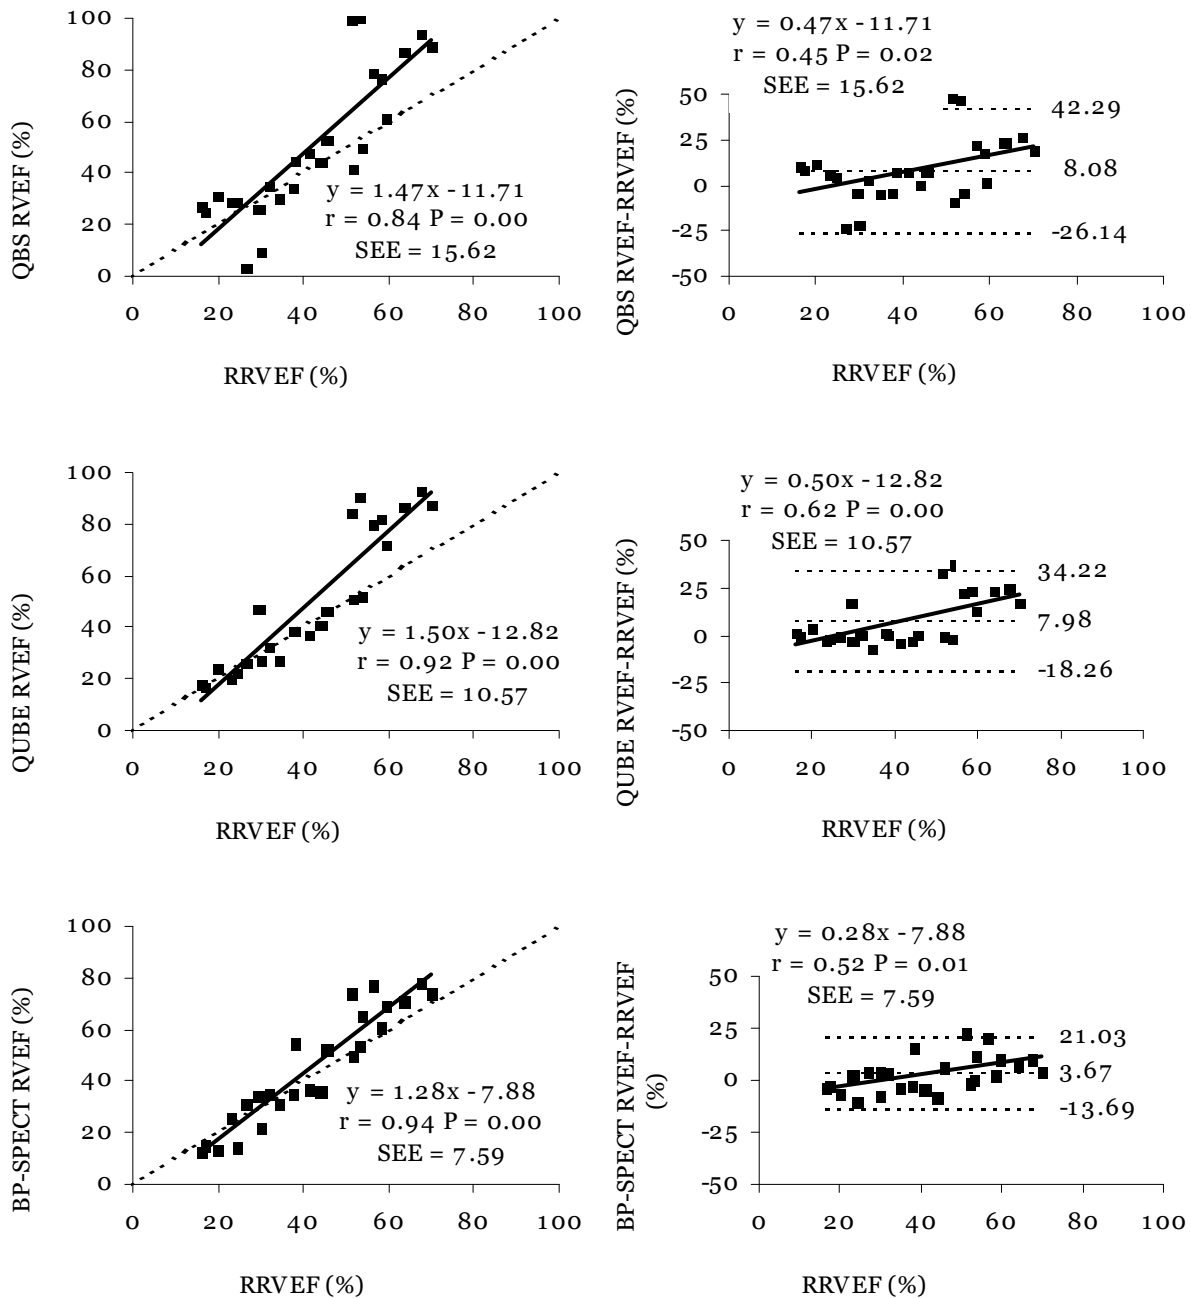 100
80
60
40
20
0
QBS RVEF (%)
y = 1.47x -11.71
r = 0.84 P = 0.00
SEE = 15.62
0 20 40 60 80 100
RRVEF (%)
y = 0.47x -11.71
r = 0.45 P = 0.02
SEE = 15.62
50
25
0
-25
-50
QBS RVEF-RRVEF (%)
42.29
8.08
-26.14
0 20 40 60 80 100
RRVEF (%)
100
80
60
40
20
0
QUBE RVEF (%)
y = 1.50x -12.82
r = 0.92 P = 0.00
SEE = 10.57
0 20 40 60 80 100
RRVEF (%)
y = 0.50x -12.82
r = 0.62 P = 0.00
SEE = 10.57
50
25
0
-25
-50
QUBE RVEF-RRVEF (%)
34.22
7.98
-18.26
0 20 40 60 80 100
RRVEF (%)
100
80
60
40
20
0
BP-SPECT RVEF (%)
y = 1.28x -7.88
r = 0.94 P = 0.00
SEE = 7.59
0 20 40 60 80 100
RRVEF (%)
y = 0.28x -7.88
r = 0.52 P = 0.01
SEE = 7.59
50
25
0
-25
-50
BP-SPECT RVEF-RRVEF
(%)
21.03
3.67
-13.69
0 20 40 60 80 100
RRVEF (%)